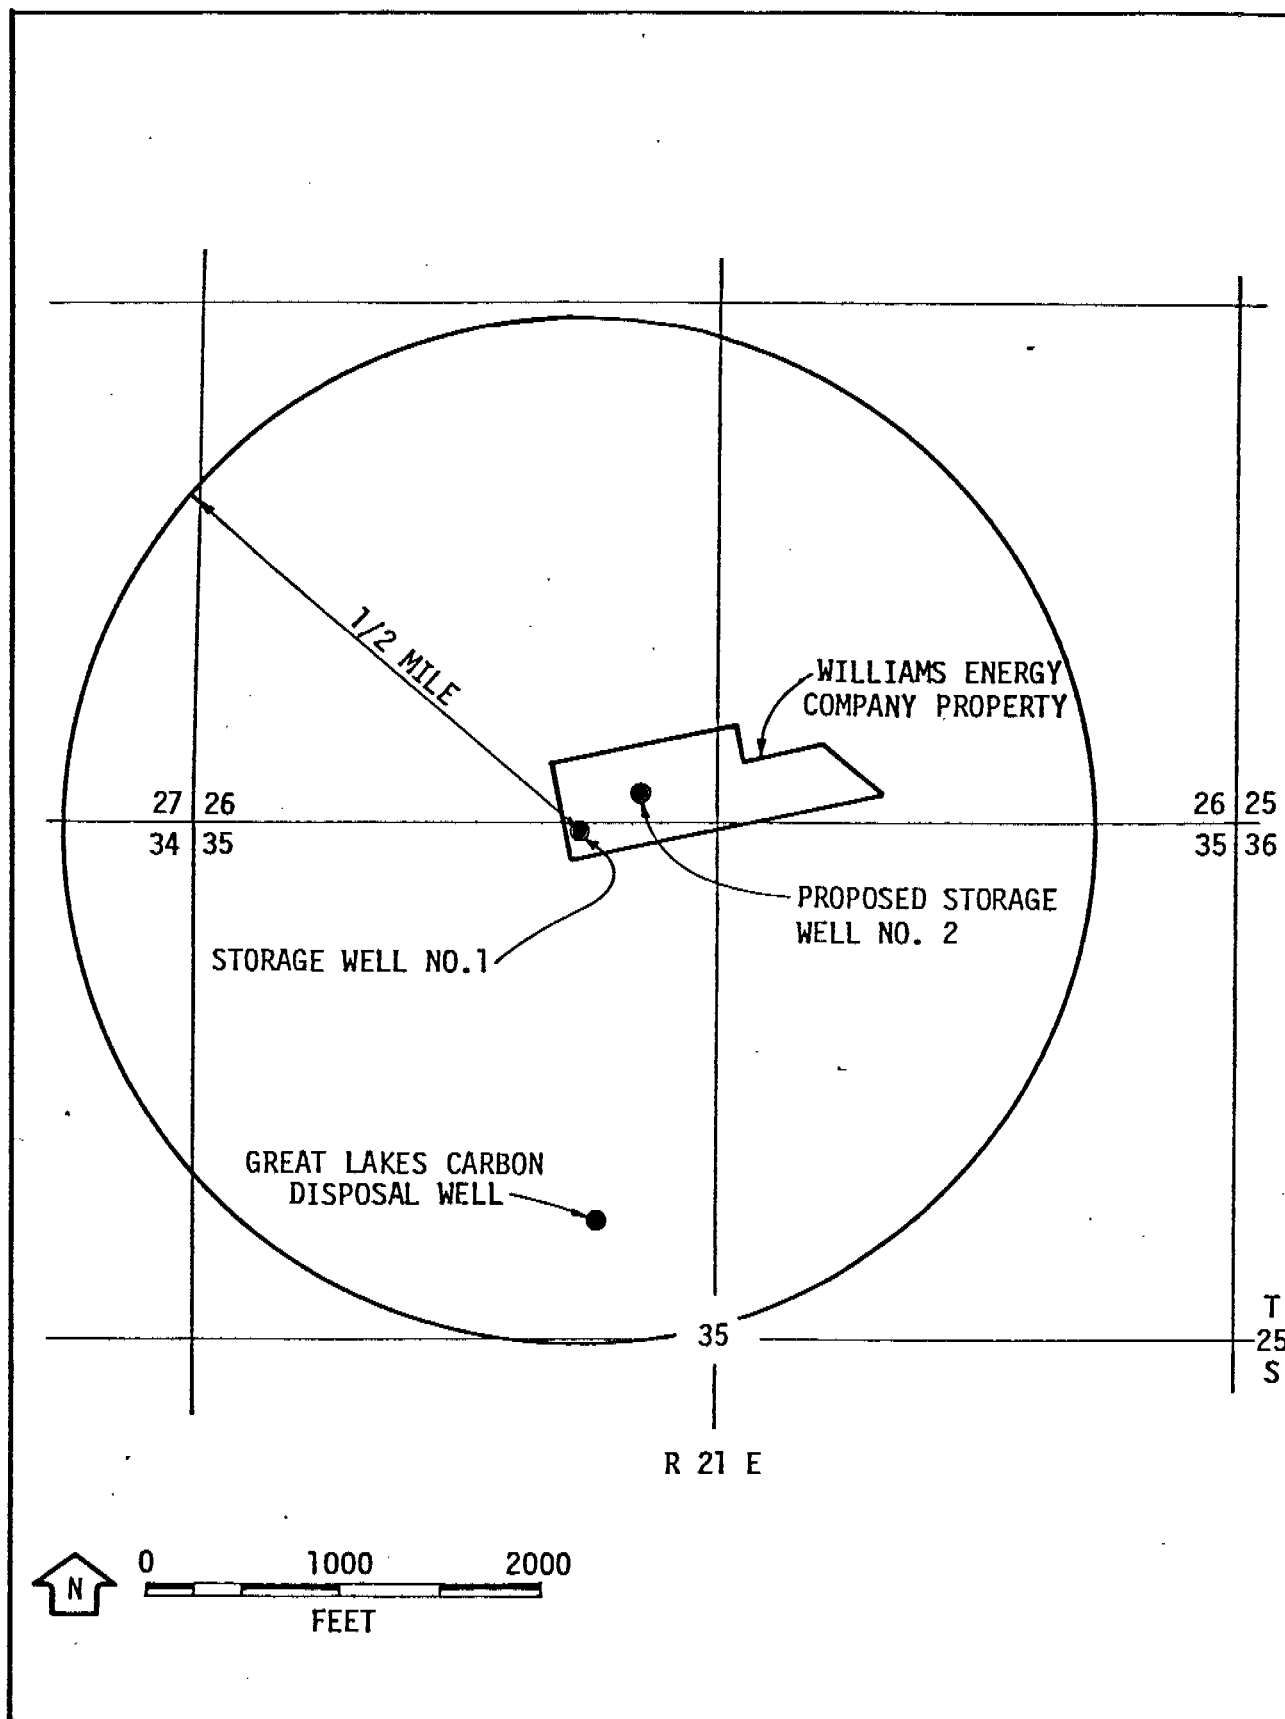 1/2 MILE
WILLIAMS ENERGY
COMPANY PROPERTY
27 26
26 25
34 35
35 36
PROPOSED STORAGE
WELL NO. 2
STORAGE WELL NO.1
GREAT LAKES CARBON
DISPOSAL WELL
T
35
25
S
R 21 E
0 1000 2000
N
FEET